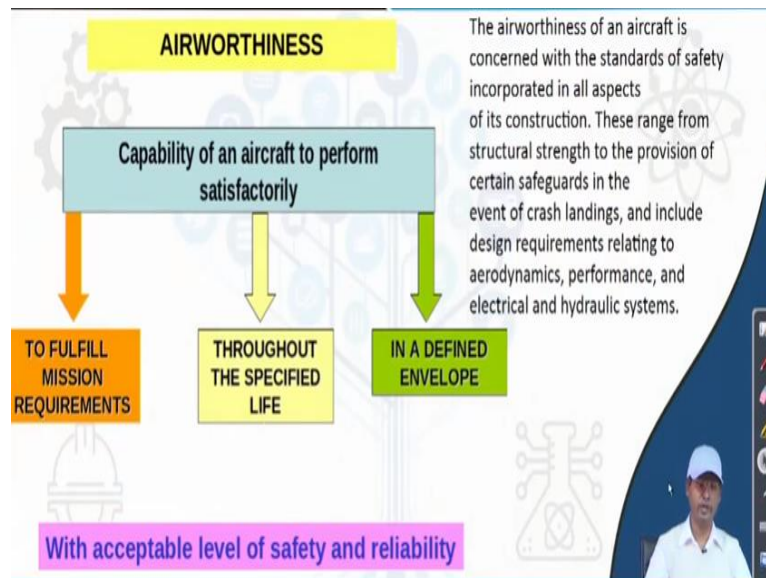 AIRWORTHINESS
Capability of an aircraft to perform
satisfactorily
TO FULFILL
MISSION
REQUIREMENTS
THROUGHOUT
THE SPECIFIED
LIFE
IN A DEFINED
ENVELOPE
With acceptable level of safety and reliability
The airworthiness of an aircraft is
concerned with the standards of safety
incorporated in all aspects
of its construction. These range from
structural strength to the provision of
certain safeguards in the
event of crash landings, and include
design requirements relating to
aerodynamics, performance, and
electrical and hydraulic systems.